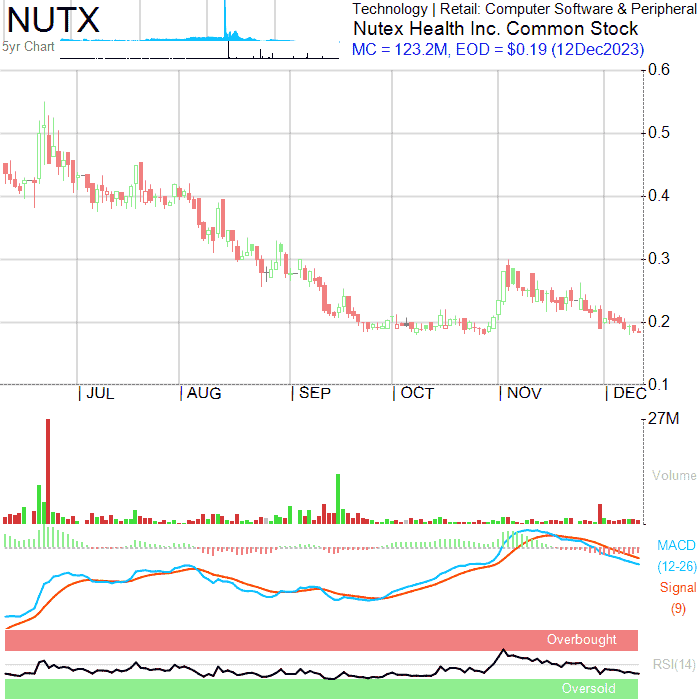 NUTX
5yr Chart
Technology | Retail: Computer Software & Peripheral
Nutex Health Inc. Common Stock
MC = 123.2M, EOD = $0.19 (12Dec2023)
0.6
0.5
0.4
0.3
0.2
0.1
| JUL | AUG | SEP | OCT | NOV | DEC
27M
Volume
MACD
(12-26)
Signal
(9)
Overbought
RSI(14)
Oversold